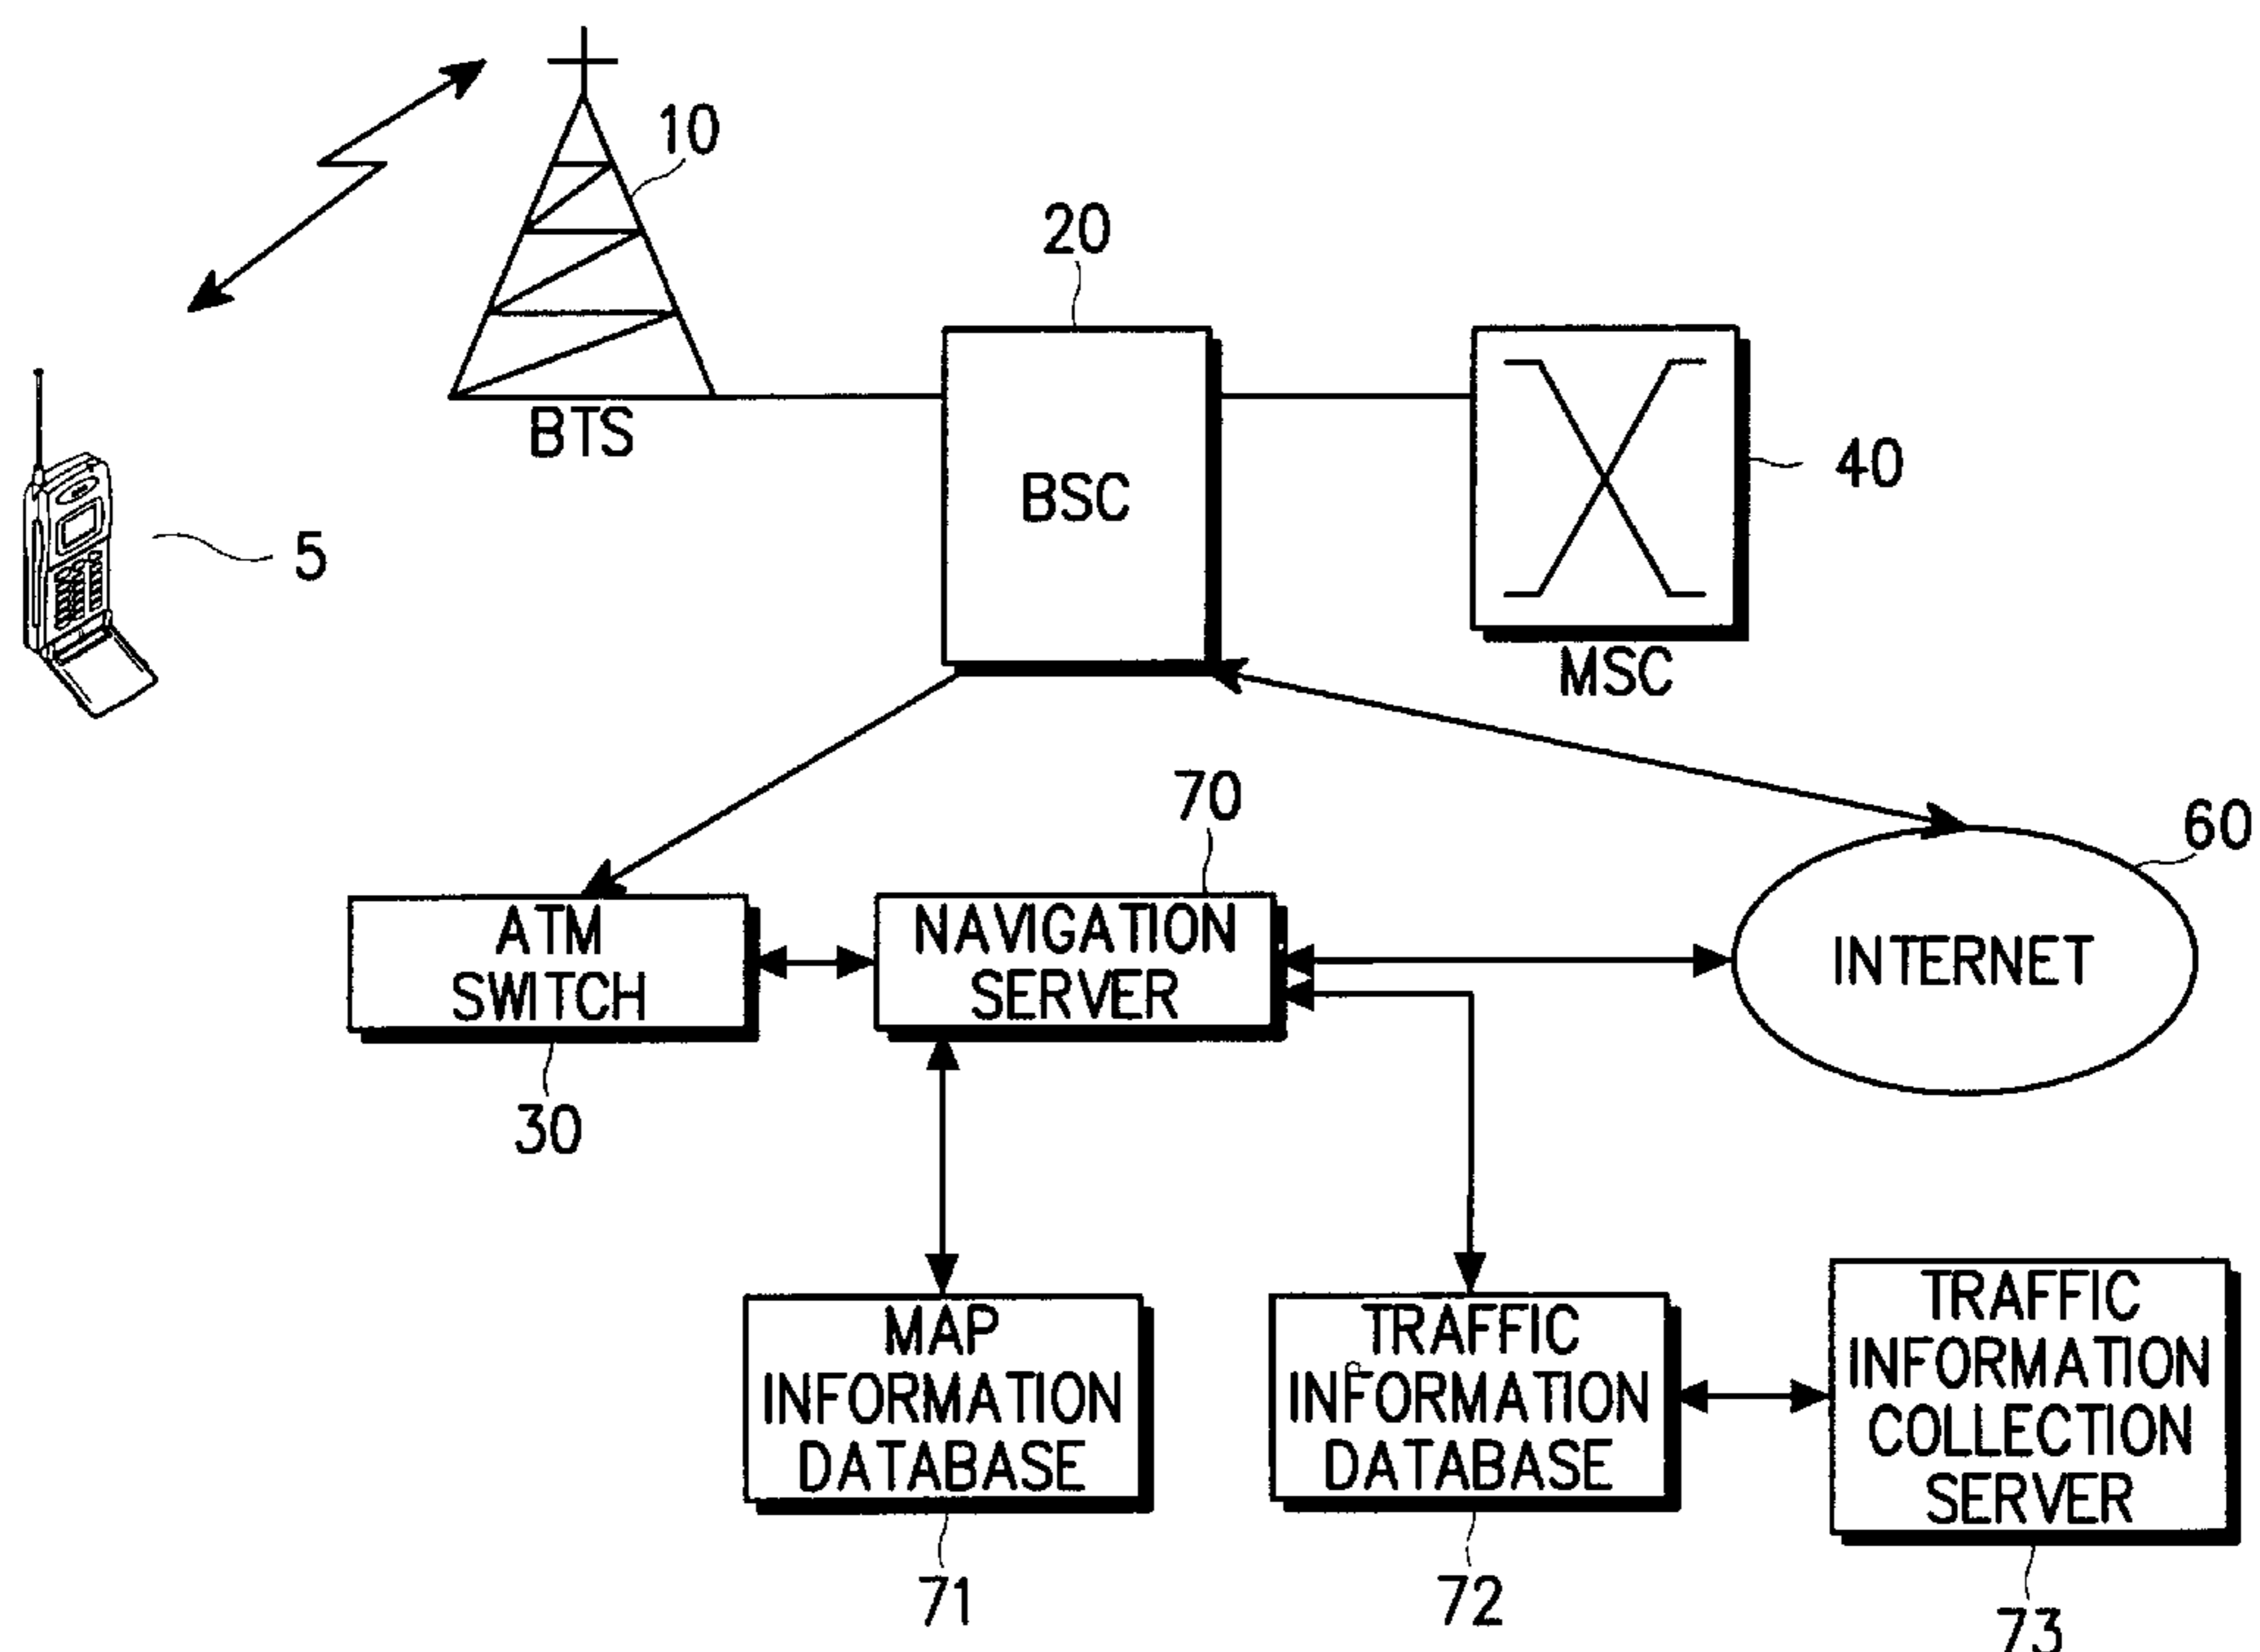 10
20
BTS
BSC
40
5
MSC
70
60
ATM
SWITCH
NAVIGATION
SERVER
INTERNET
30
MAP
INFORMATION
DATABASE
TRAFFIC
INFORMATION
DATABASE
TRAFFIC
INFORMATION
COLLECTION
SERVER
71
72
73